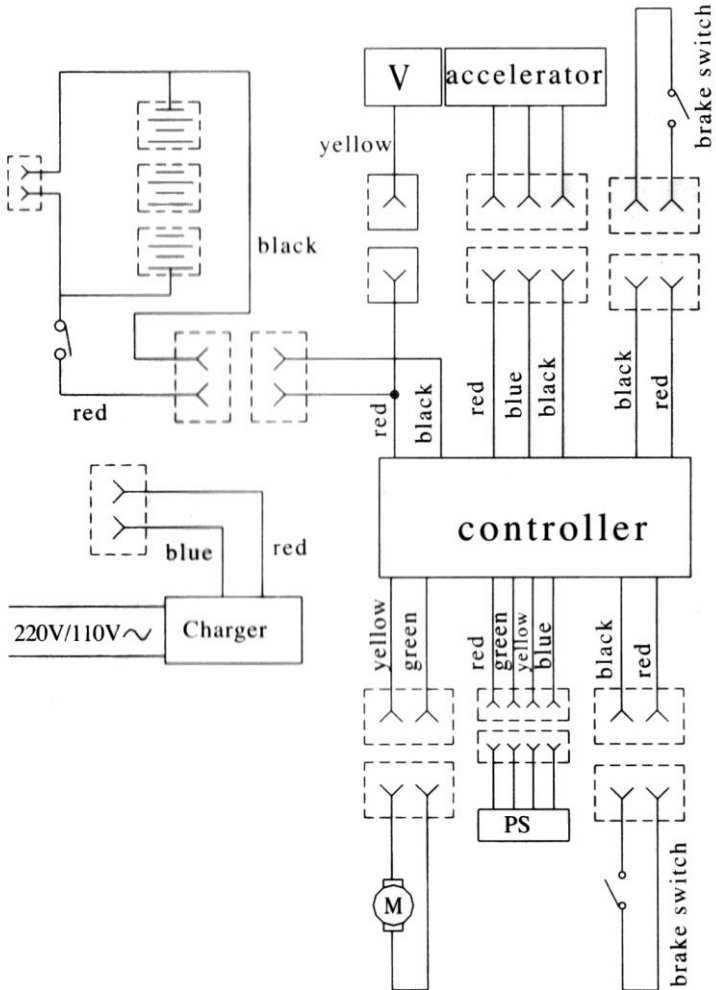 V
accelerator
brake switch
yellow
black
red
red
black
red
blue
black
black
red
controller
blue
red
220V/110V~
Charger
yellow
green
red
green
yellow
blue
black
red
PS
M
brake switch